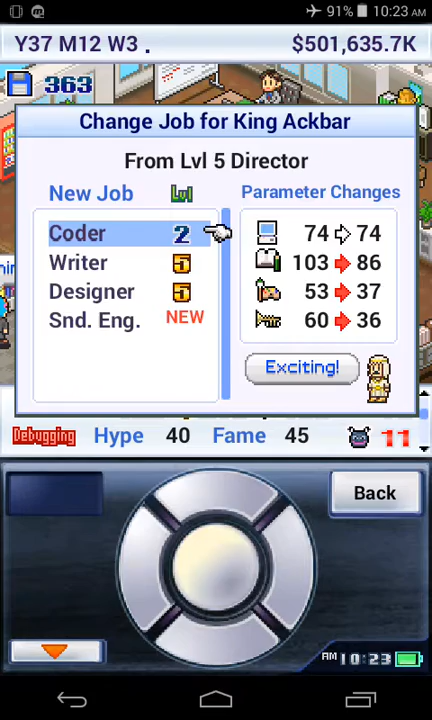 91% 10:23 AM
Y37 M12 W3 . $501,635.7K
363
Change Job for King Ackbar
From Lvl 5 Director
New Job Lvl Parameter Changes
Coder 2 74 ⇨ 74
Writer 5 103 → 86
Designer 5 53 → 37
Snd. Eng. NEW 60 → 36
Exciting!
Debugging Hype 40 Fame 45 11
Back
AM 10:23